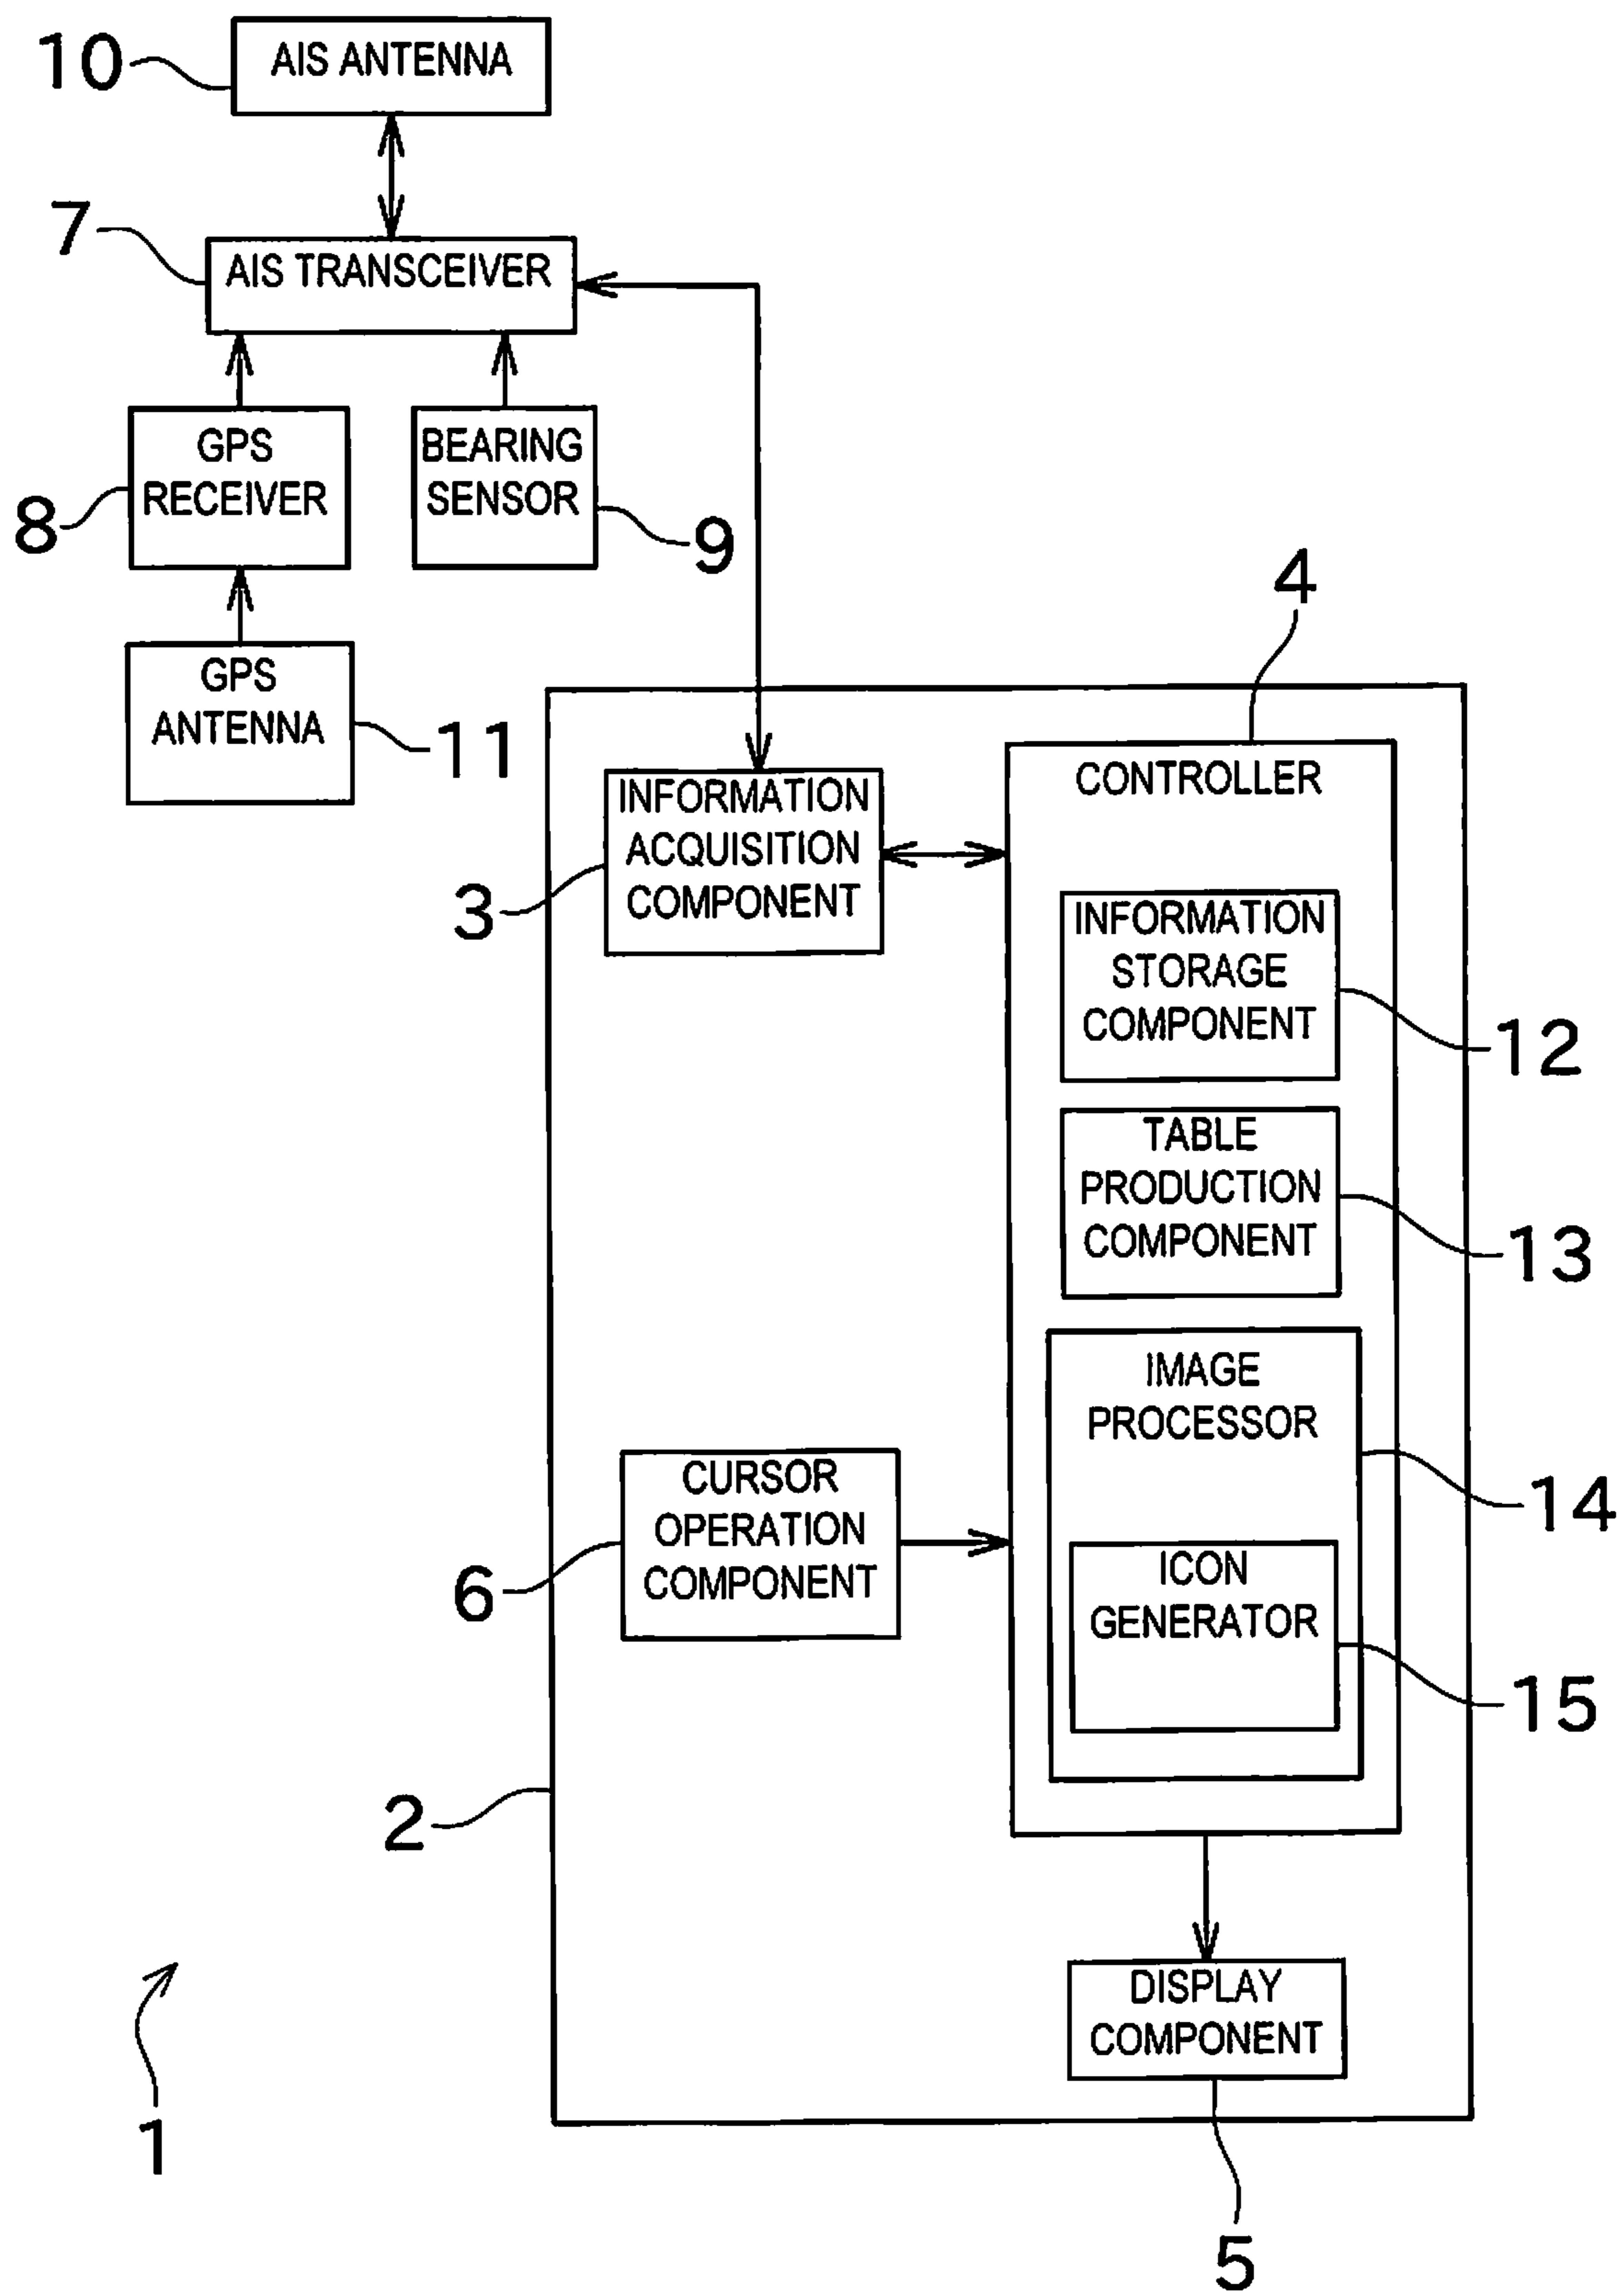 10
AIS ANTENNA
7
AIS TRANSCEIVER
GPS
RECEIVER
8
BEARING
SENSOR
9
GPS
ANTENNA
11
4
CONTROLLER
INFORMATION
ACQUISITION
COMPONENT
3
INFORMATION
STORAGE
COMPONENT
12
TABLE
PRODUCTION
COMPONENT
13
IMAGE
PROCESSOR
14
CURSOR
OPERATION
COMPONENT
6
ICON
GENERATOR
15
2
DISPLAY
COMPONENT
1
5